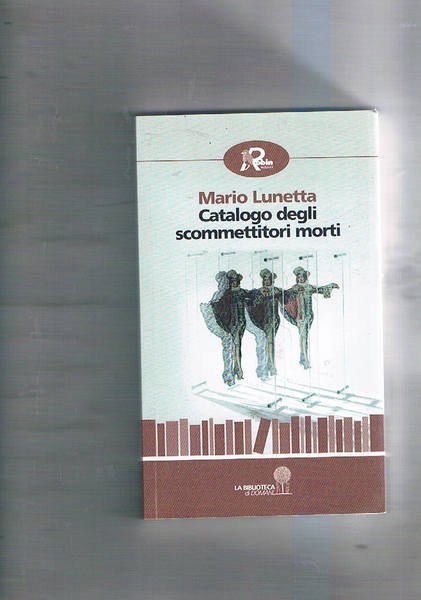 Robin
Mario Lunetta
Catalogo degli
scommettitori morti
LA BIBLIOTECA
di DOMANI